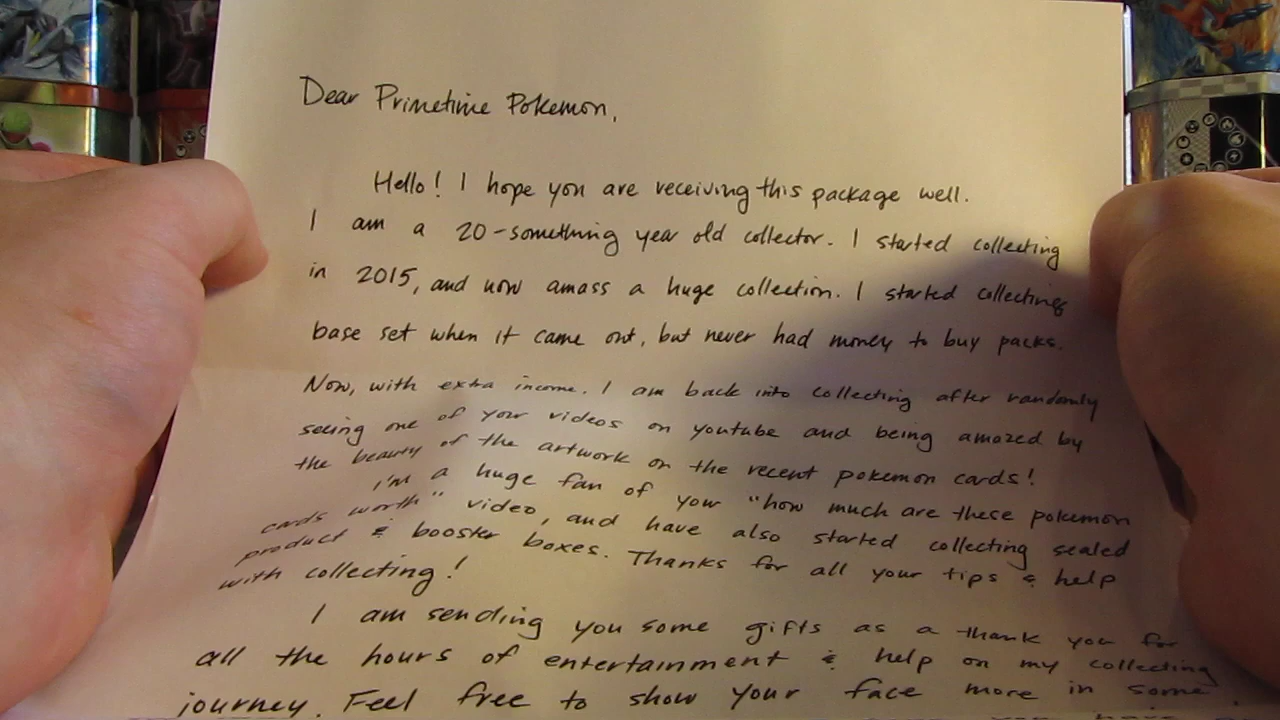 Dear Primetime Pokemon,
Hello! I hope you are receiving this package well.
I am a 20-something year old collector. I started collecting
in 2015, and now amass a huge collection. I started collecting
base set when it came out, but never had money to buy packs.
Now, with extra income. I am back into collecting after randomly
seeing one of your videos on youtube and being amazed by
the beauty of the artwork on the recent pokemon cards!
I'm a huge fan of your "how much are these pokemon
cards worth" video, and have also started collecting sealed
product & booster boxes. Thanks for all your tips & help
with collecting!
I am sending you some gifts as a thank you for
all the hours of entertainment & help on my collecting
journey. Feel free to show your face more in some